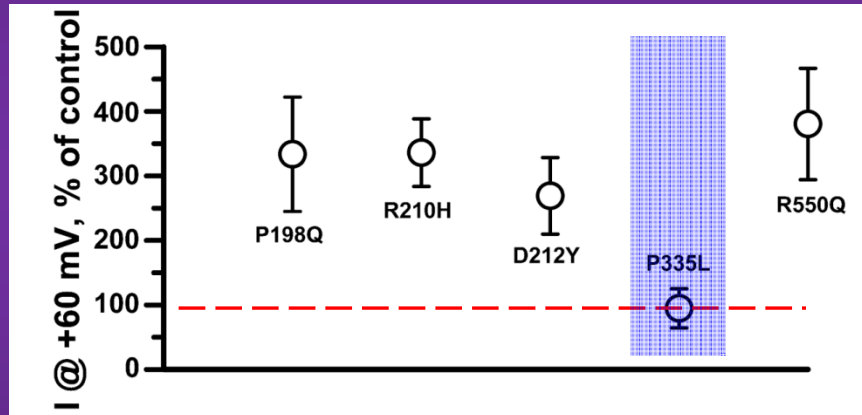 I @ +60 mV, % of control
500
400
300
200
100
0
P198Q
R210H
D212Y
P335L
R550Q